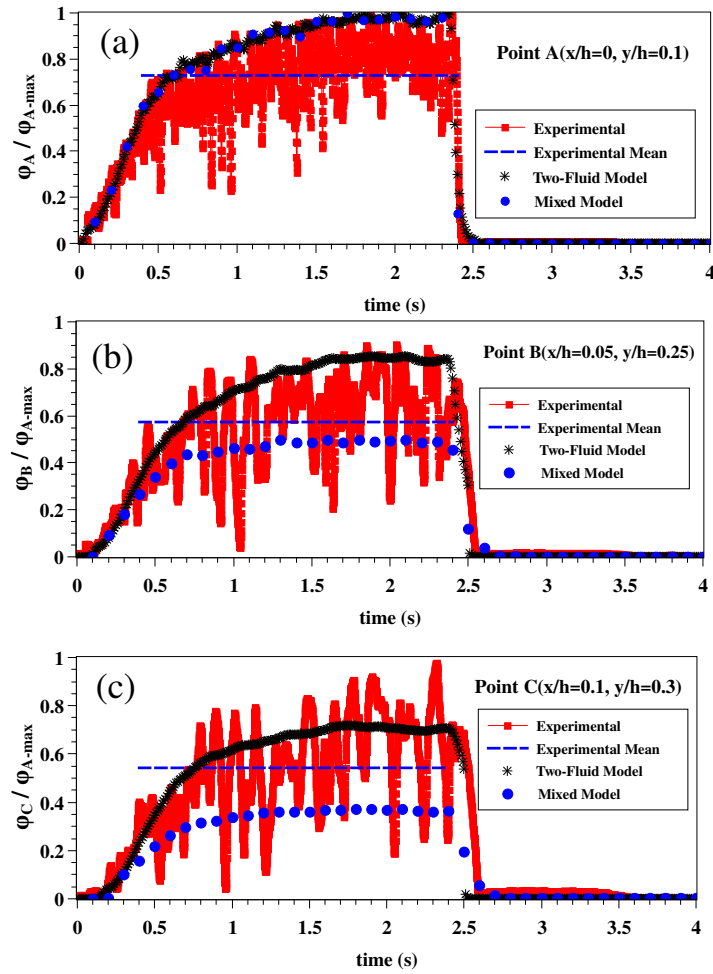 (a)
Point A(x/h=0, y/h=0.1)
Experimental
Experimental Mean
Two-Fluid Model
Mixed Model
φA / φA-max
1
0.8
0.6
0.4
0.2
0
0 0.5 1 1.5 2 2.5 3 3.5 4
time (s)
(b)
Point B(x/h=0.05, y/h=0.25)
Experimental
Experimental Mean
Two-Fluid Model
Mixed Model
φB / φA-max
1
0.8
0.6
0.4
0.2
0
0 0.5 1 1.5 2 2.5 3 3.5 4
time (s)
(c)
Point C(x/h=0.1, y/h=0.3)
Experimental
Experimental Mean
Two-Fluid Model
Mixed Model
φC / φA-max
1
0.8
0.6
0.4
0.2
0
0 0.5 1 1.5 2 2.5 3 3.5 4
time (s)